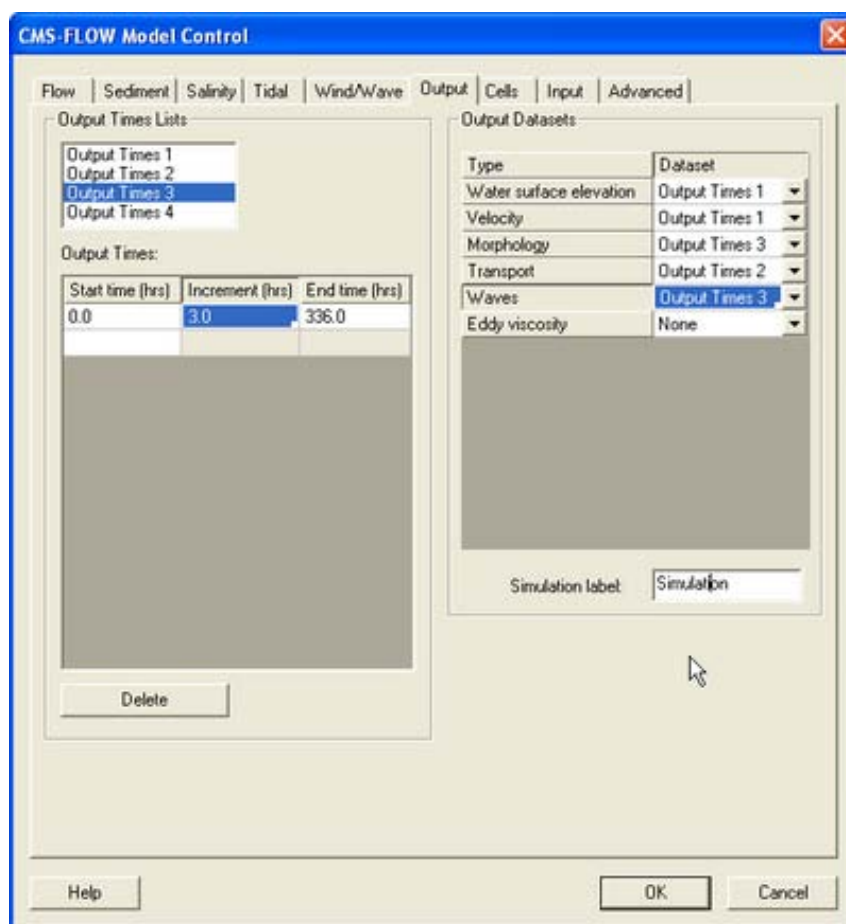 CMS-FLOW Model Control
Flow Sediment Salinity Tidal Wind/Wave Output Cells Input Advanced
Output Times Lists
Output Times 1
Output Times 2
Output Times 3
Output Times 4
Output Times:
Start time (hrs) Increment (hrs) End time (hrs)
0.0 3.0 336.0
Delete
Output Datasets
Type Dataset
Water surface elevation Output Times 1
Velocity Output Times 1
Morphology Output Times 3
Transport Output Times 2
Waves Output Times 3
Eddy viscosity None
Simulation label: Simulation
Help OK Cancel